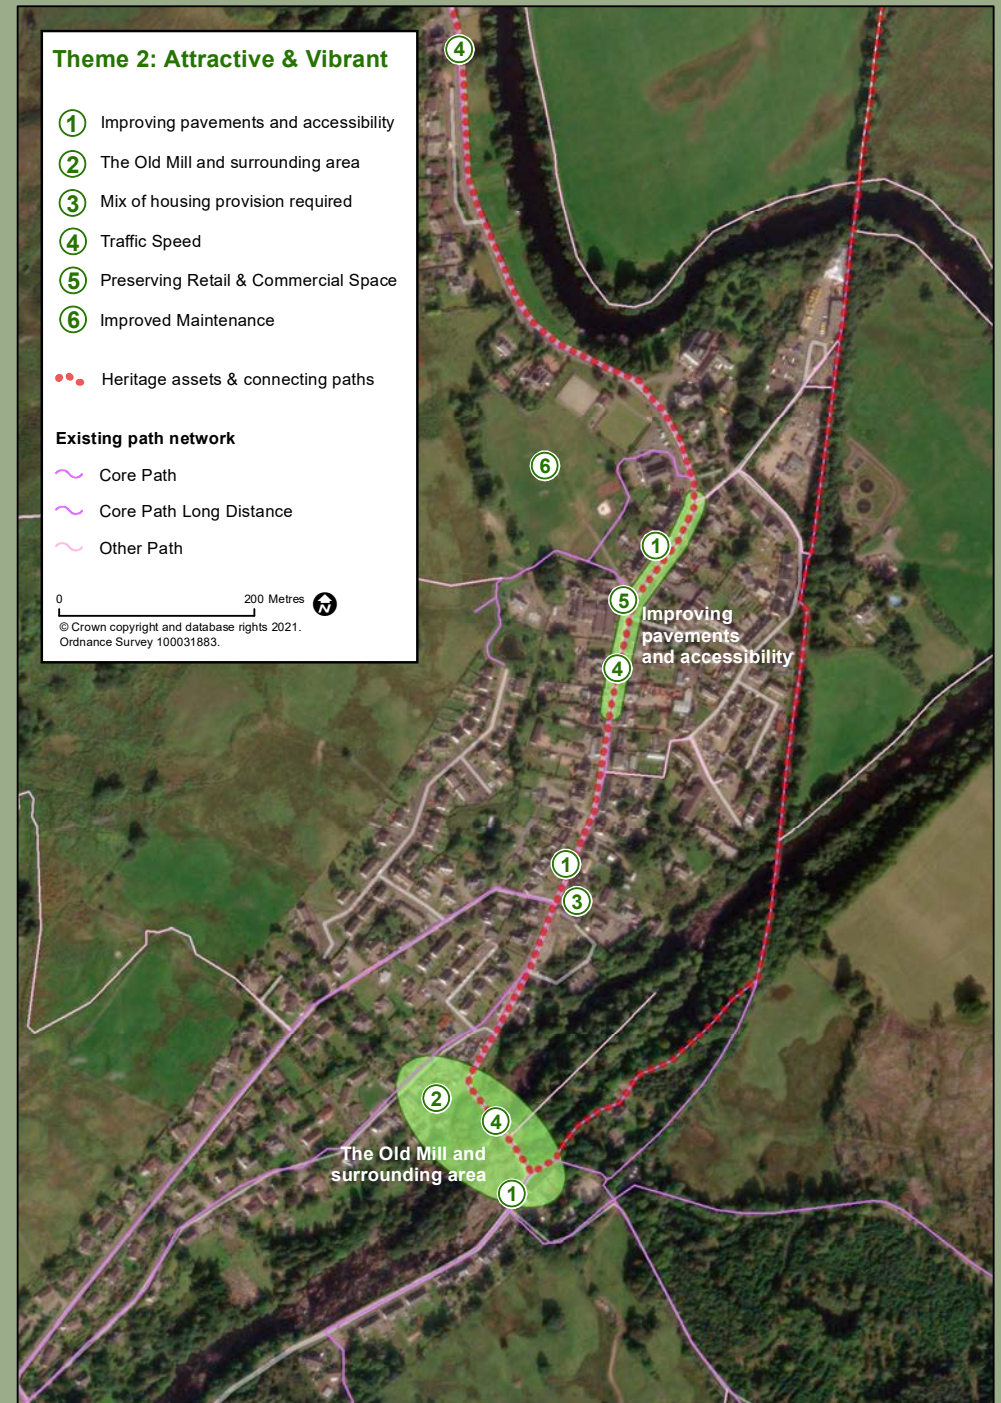 Theme 2: Attractive & Vibrant
1 Improving pavements and accessibility
2 The Old Mill and surrounding area
3 Mix of housing provision required
4 Traffic Speed
5 Preserving Retail & Commercial Space
6 Improved Maintenance
Heritage assets & connecting paths
Existing path network
Core Path
Core Path Long Distance
Other Path
0 200 Metres N
© Crown copyright and database rights 2021.
Ordnance Survey 100031883.
4
6
1
5
Improving
pavements
and accessibility
4
1
3
2
4
The Old Mill and
surrounding area
1